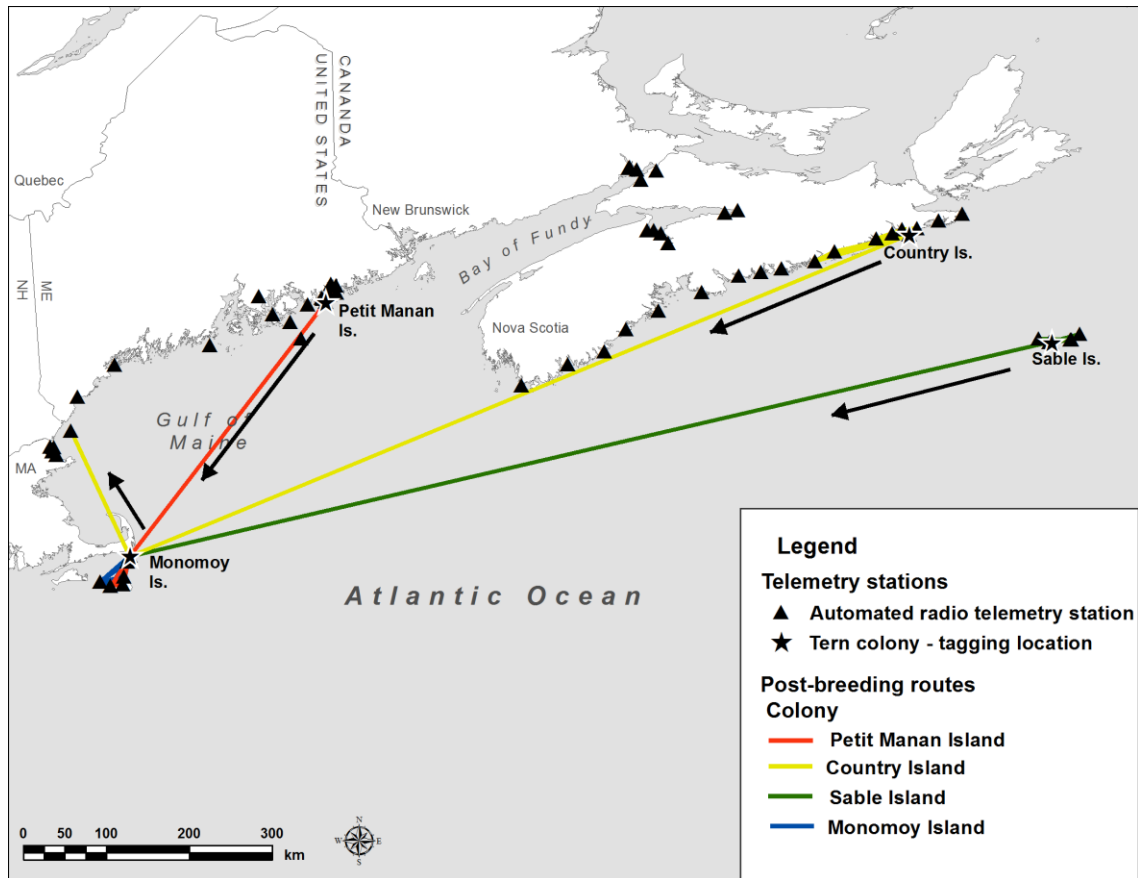 CANANDA
UNITED STATES
Quebec
New Brunswick
ME
NH
Bay of Fundy
Country Is.
Petit Manan
Is.
Nova Scotia
Sable Is.
Gulf of
Maine
MA
Monomoy
Is.
Atlantic Ocean
Legend
Telemetry stations
Automated radio telemetry station
Tern colony - tagging location
Post-breeding routes
Colony
Petit Manan Island
Country Island
Sable Island
Monomoy Island
0 50 100 200 300
km
N
W E
S